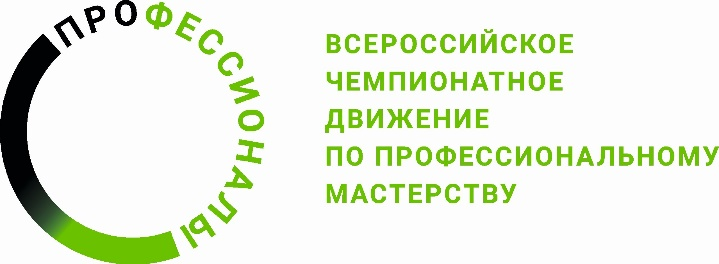 ПРОФЕССИОНАЛЫ
ВСЕРОССИЙСКОЕ
ЧЕМПИОНАТНОЕ
ДВИЖЕНИЕ
ПО ПРОФЕССИОНАЛЬНОМУ
МАСТЕРСТВУ